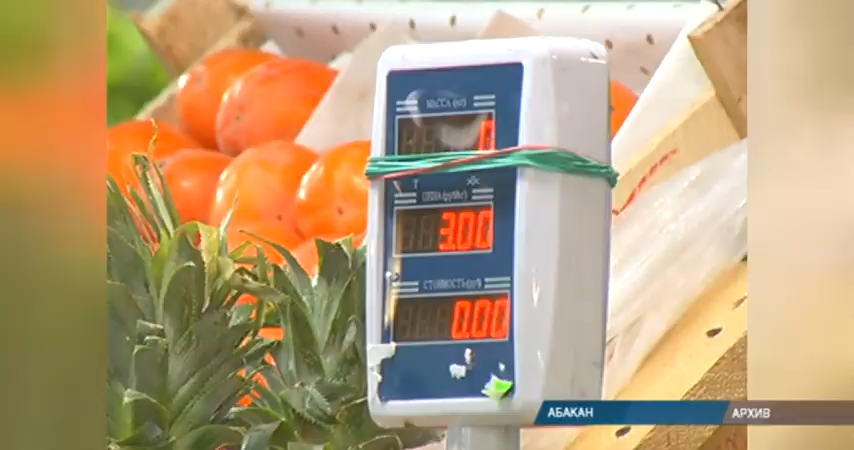 МАССА (кг)
0
T
ЦЕНА (руб/кг)
3.00
СТОИМОСТЬ (руб)
0.00
АБАКАН
АРХИВ